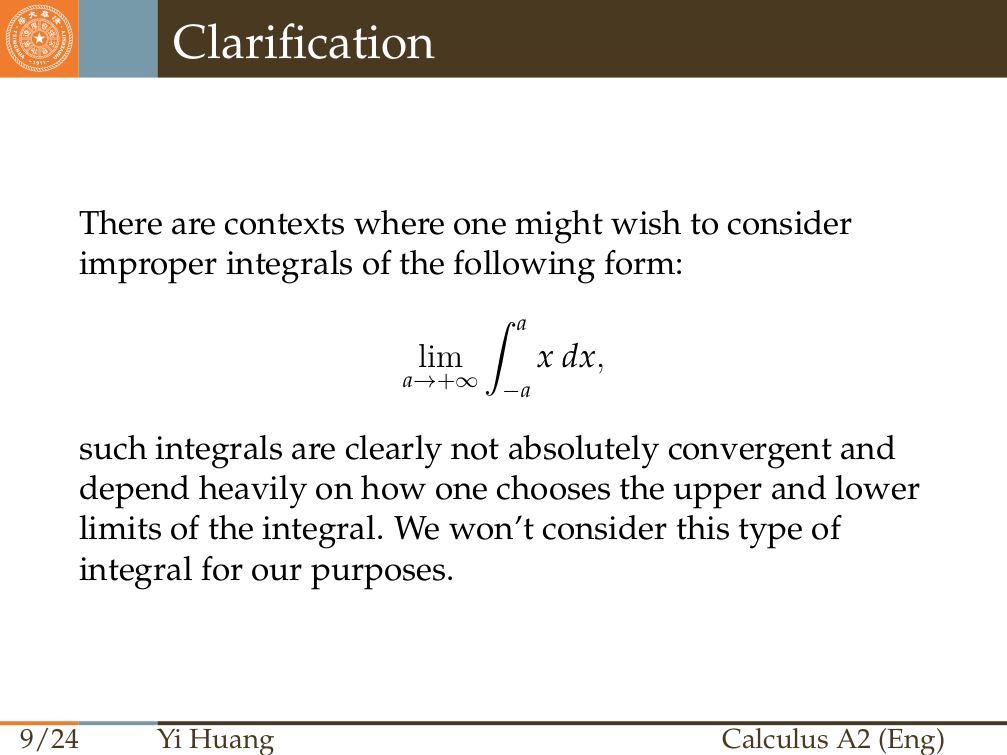 Clarification
There are contexts where one might wish to consider
improper integrals of the following form:
lim_{a→+∞} ∫_{−a}^{a} x dx,
such integrals are clearly not absolutely convergent and
depend heavily on how one chooses the upper and lower
limits of the integral. We won’t consider this type of
integral for our purposes.
9/24 Yi Huang Calculus A2 (Eng)